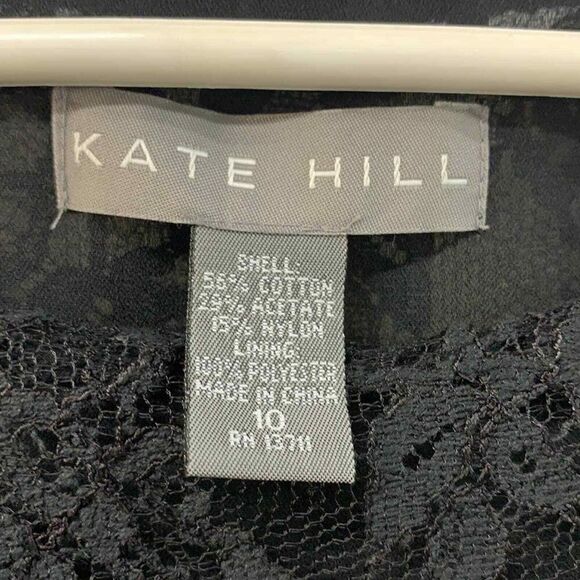 KATE HILL
SHELL:
56% COTTON
29% ACETATE
15% NYLON
LINING:
100% POLYESTER
MADE IN CHINA
10
RN 13711